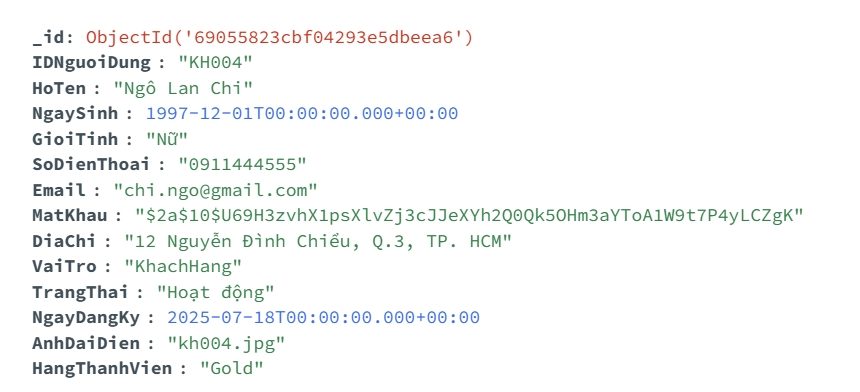 _id: ObjectId('69055823cbf04293e5dbeea6')
IDNguoiDung : "KH004"
HoTen : "Ngô Lan Chi"
NgaySinh : 1997-12-01T00:00:00.000+00:00
GioiTinh : "Nữ"
SoDienThoai : "0911444555"
Email : "chi.ngo@gmail.com"
MatKhau : "$2a$10$U69H3zvhX1psXlvZj3cJJeXYh2Q0Qk5OHm3aYToA1W9t7P4yLCZgK"
DiaChi : "12 Nguyễn Đình Chiểu, Q.3, TP. HCM"
VaiTro : "KhachHang"
TrangThai : "Hoạt động"
NgayDangKy : 2025-07-18T00:00:00.000+00:00
AnhDaiDien : "kh004.jpg"
HangThanhVien : "Gold"